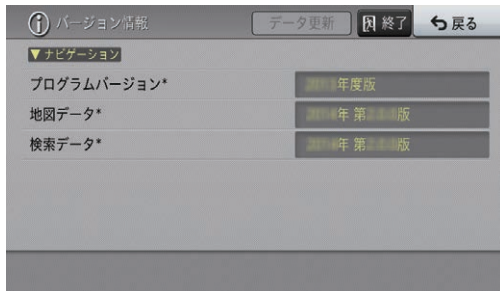 バージョン情報 データ更新 終了 戻る
▼ナビゲーション
プログラムバージョン* 年度版
地図データ* 年 第 版
検索データ* 年 第 版